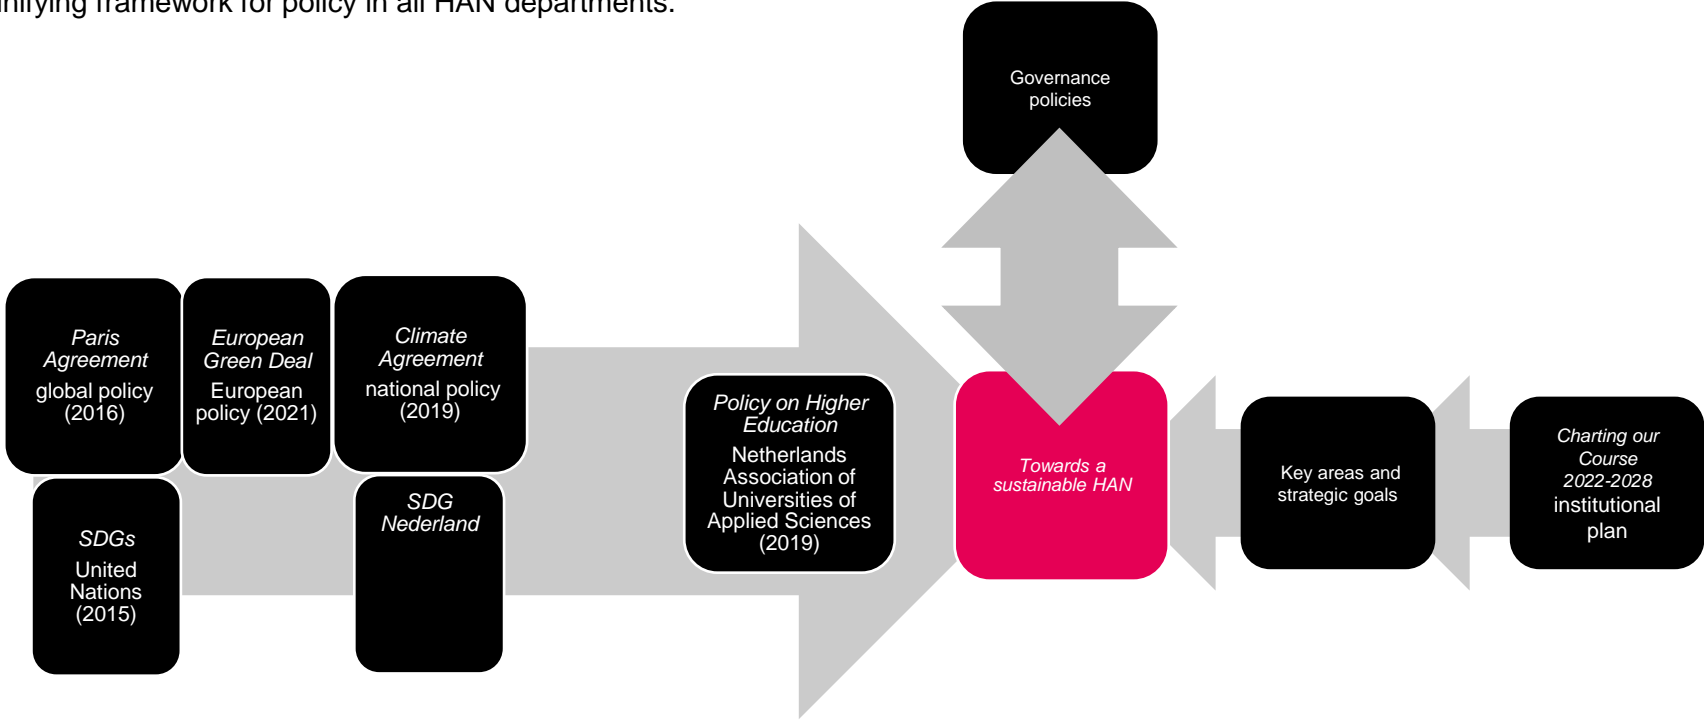 framework for policy in all HAN departments.
Governance
policies
Paris
Agreement
global policy
(2016)
European
Green Deal
European
policy (2021)
Climate
Agreement
national policy
(2019)
SDGs
United
Nations
(2015)
SDG
Nederland
Policy on Higher
Education
Netherlands
Association of
Universities of
Applied Sciences
(2019)
Towards a
sustainable HAN
Key areas and
strategic goals
Charting our
Course
2022-2028
institutional
plan